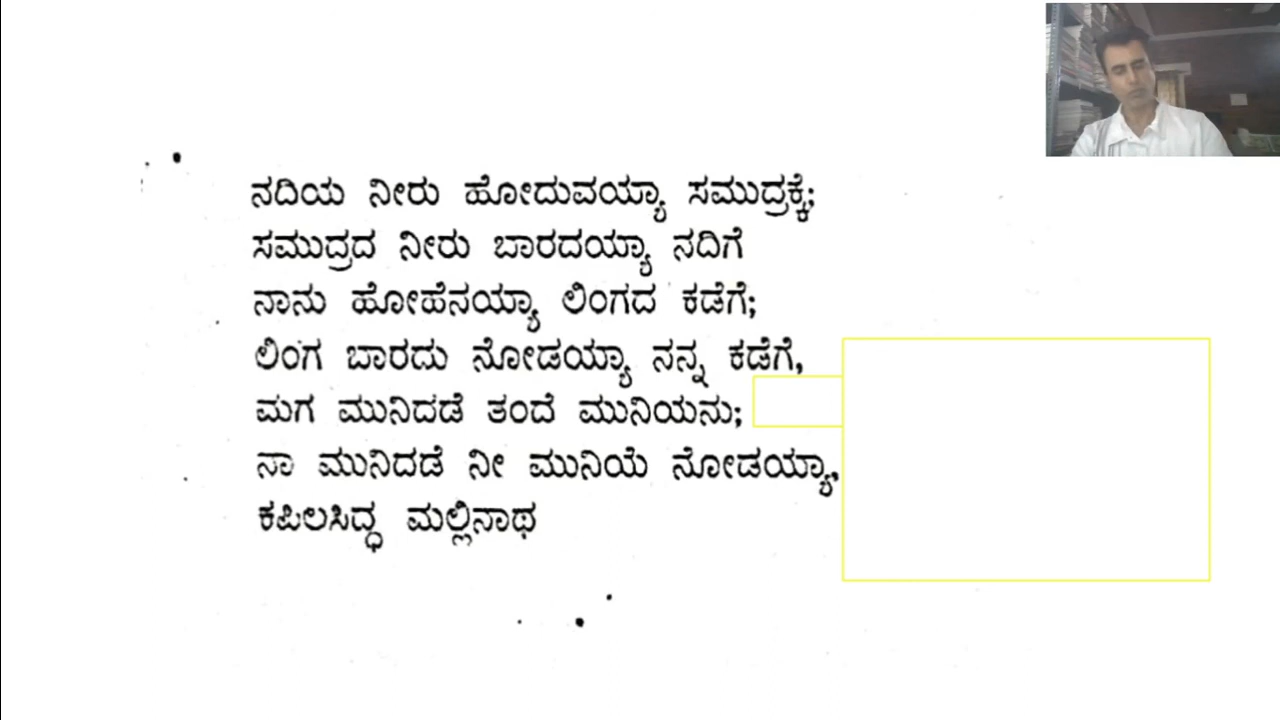 ನದಿಯ ನೀರು ಹೋದುವಯ್ಯಾ ಸಮುದ್ರಕ್ಕೆ;
ಸಮುದ್ರದ ನೀರು ಬಾರದಯ್ಯಾ ನದಿಗೆ
ನಾನು ಹೋಹೆನಯ್ಯಾ ಲಿಂಗದ ಕಡೆಗೆ;
ಲಿಂಗ ಬಾರದು ನೋಡಯ್ಯಾ ನನ್ನ ಕಡೆಗೆ,
ಮಗ ಮುನಿದಡೆ ತಂದೆ ಮುನಿಯನು;
ನಾ ಮುನಿದಡೆ ನೀ ಮುನಿಯೆ ನೋಡಯ್ಯಾ,
ಕಪಿಲಸಿದ್ಧ ಮಲ್ಲಿನಾಥ